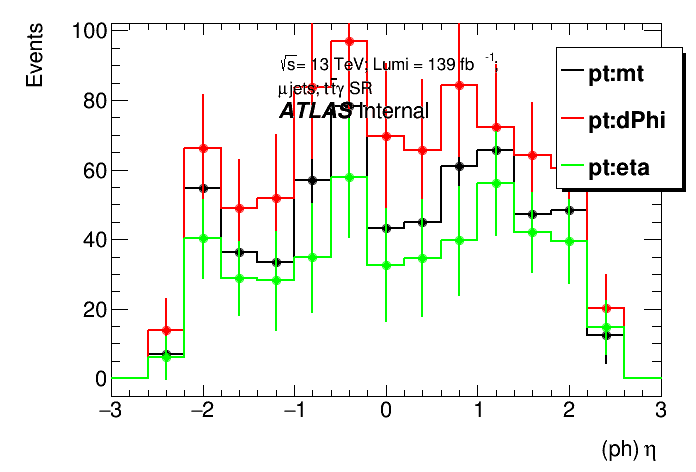 Events
100
80
60
40
20
0
−3
−2
−1
0
1
2
3
(ph) η
√s= 13 TeV; Lumi = 139 fb⁻¹;
μjets; tt̄γ SR
ATLAS Internal
pt:mt
pt:dPhi
pt:eta